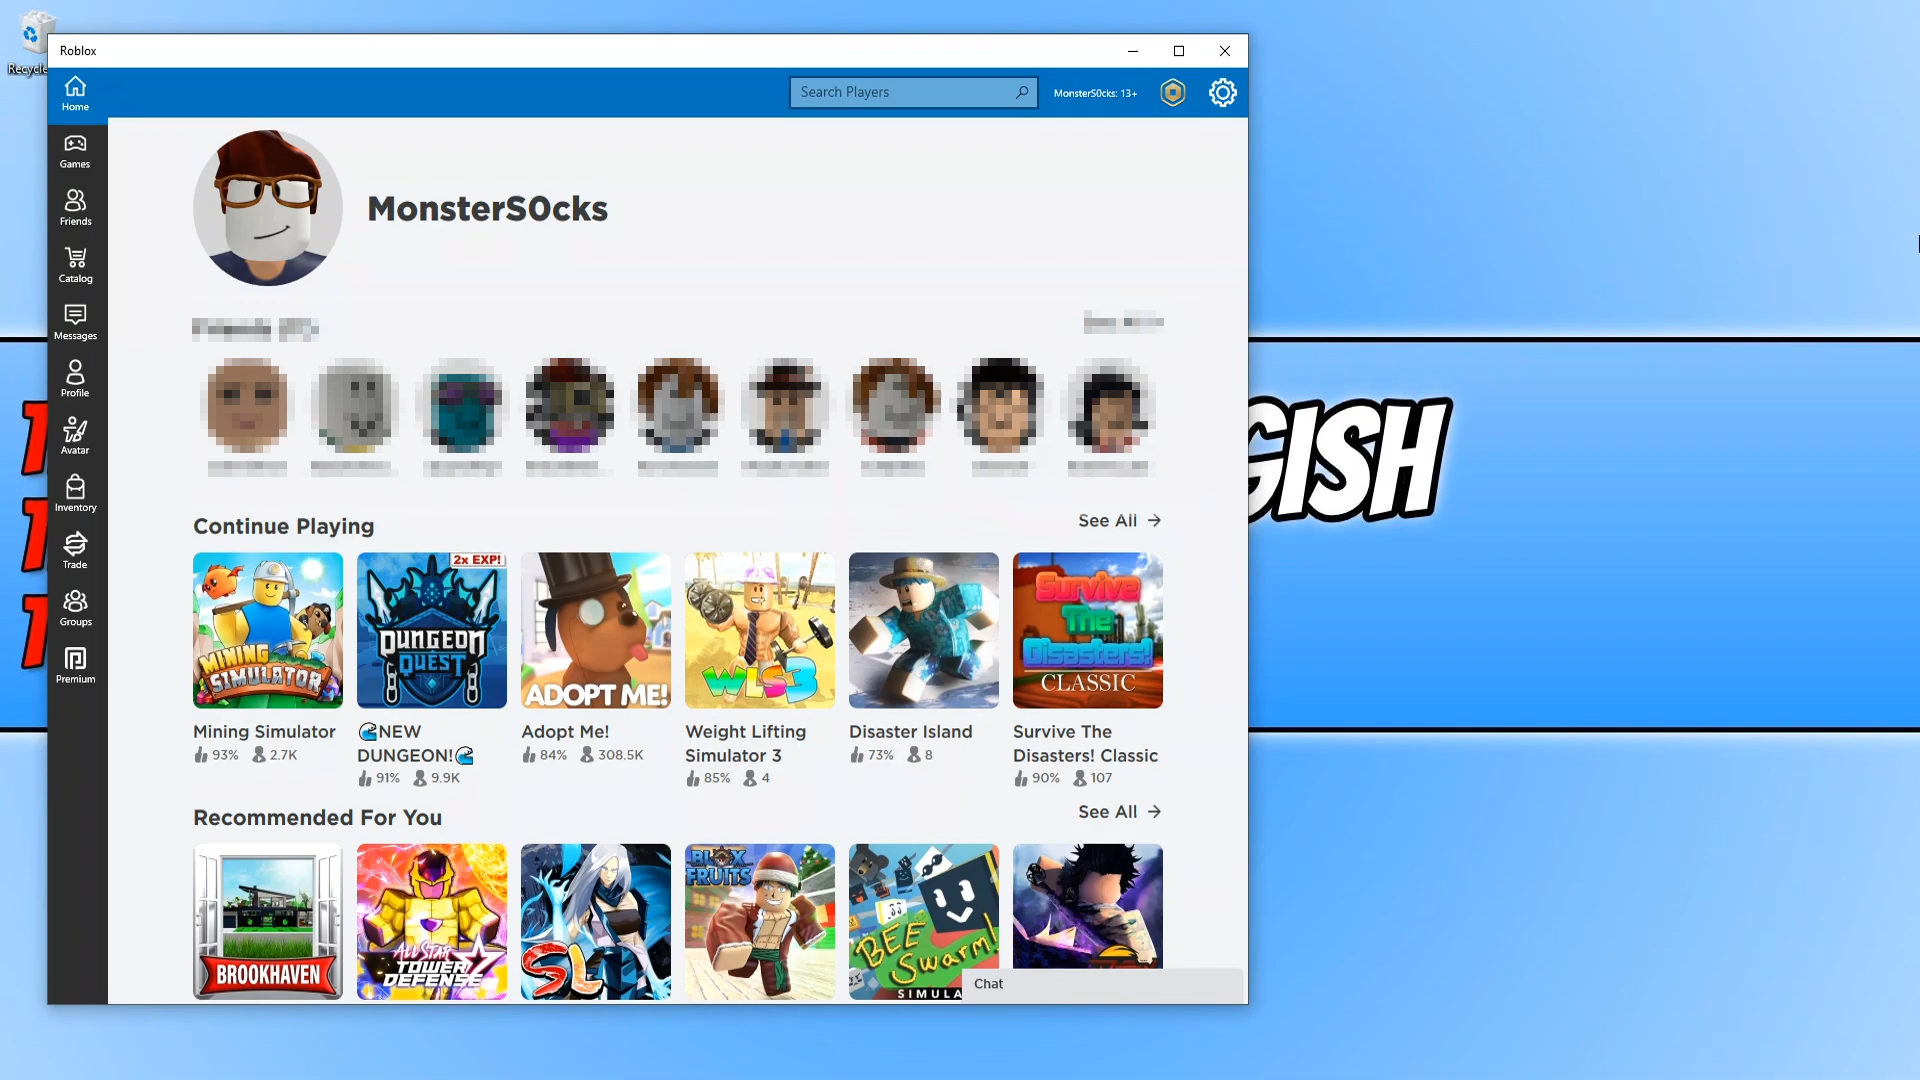 Recycle
Roblox
Home
Search Players
MonsterS0cks: 13+
Games
Friends
Catalog
Messages
Profile
Avatar
Inventory
Trade
Groups
Premium
MonsterS0cks
GISH
Continue Playing
See All
MINING
SIMULATOR
2x EXP!
DUNGEON
QUEST
ADOPT ME!
WLS3
Survive
The
Disasters!
CLASSIC
Mining Simulator
93% 2.7K
NEW
DUNGEON!
91% 9.9K
Adopt Me!
84% 308.5K
Weight Lifting
Simulator 3
85% 4
Disaster Island
73% 8
Survive The
Disasters! Classic
90% 107
Recommended For You
See All
BROOKHAVEN
ALL STAR
TOWER
DEFENSE
SL
BLOX
FRUITS
BEE
Swarm!
SIMULA
Chat